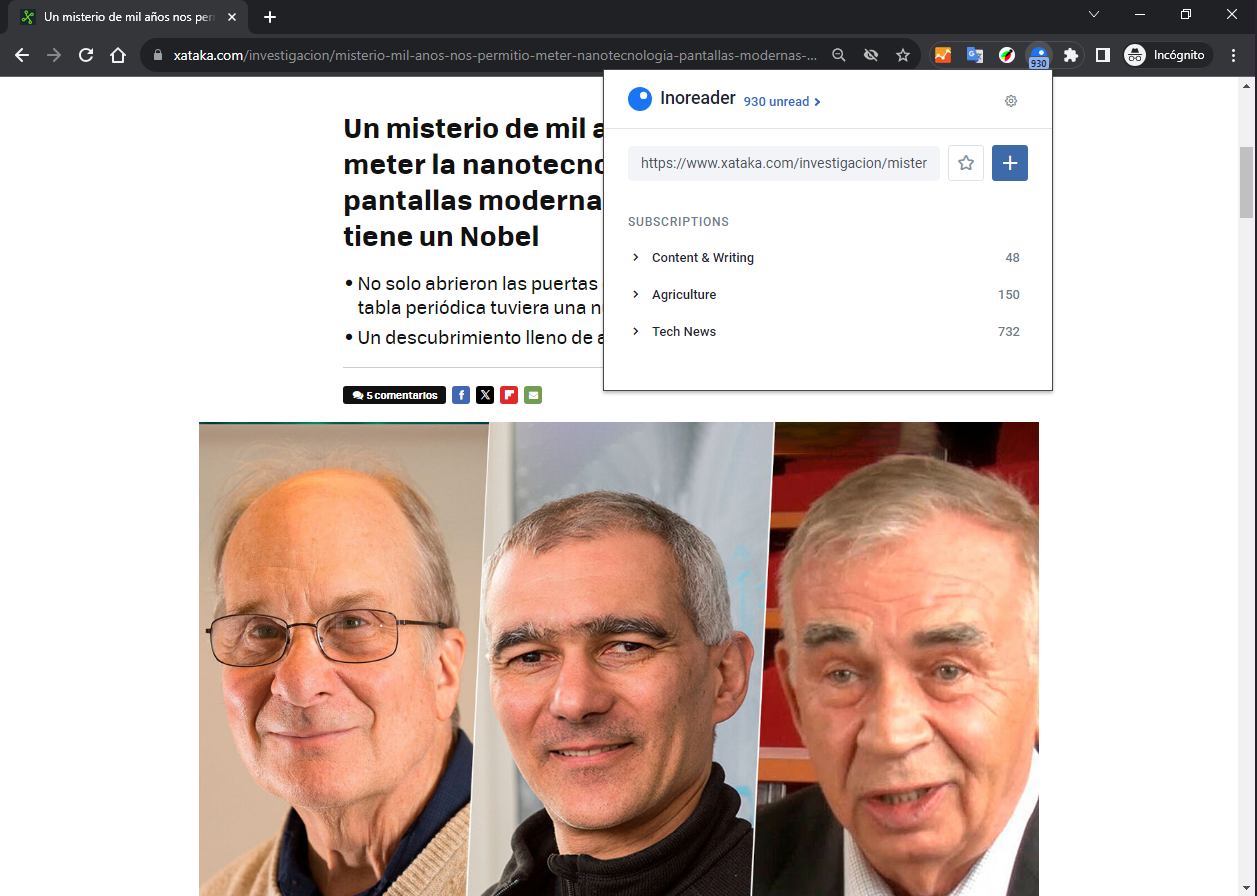 Un misterio de mil años nos per
xataka.com/investigacion/misterio-mil-anos-nos-permitio-meter-nanotecnologia-pantallas-modernas-...
930
Incógnito
Inoreader 930 unread
https://www.xataka.com/investigacion/mister
SUBSCRIPTIONS
Content & Writing 48
Agriculture 150
Tech News 732
Un misterio de mil a
meter la nanotecno
pantallas moderna
tiene un Nobel
• No solo abrieron las puertas
tabla periódica tuviera una n
• Un descubrimiento lleno de a
5 comentarios